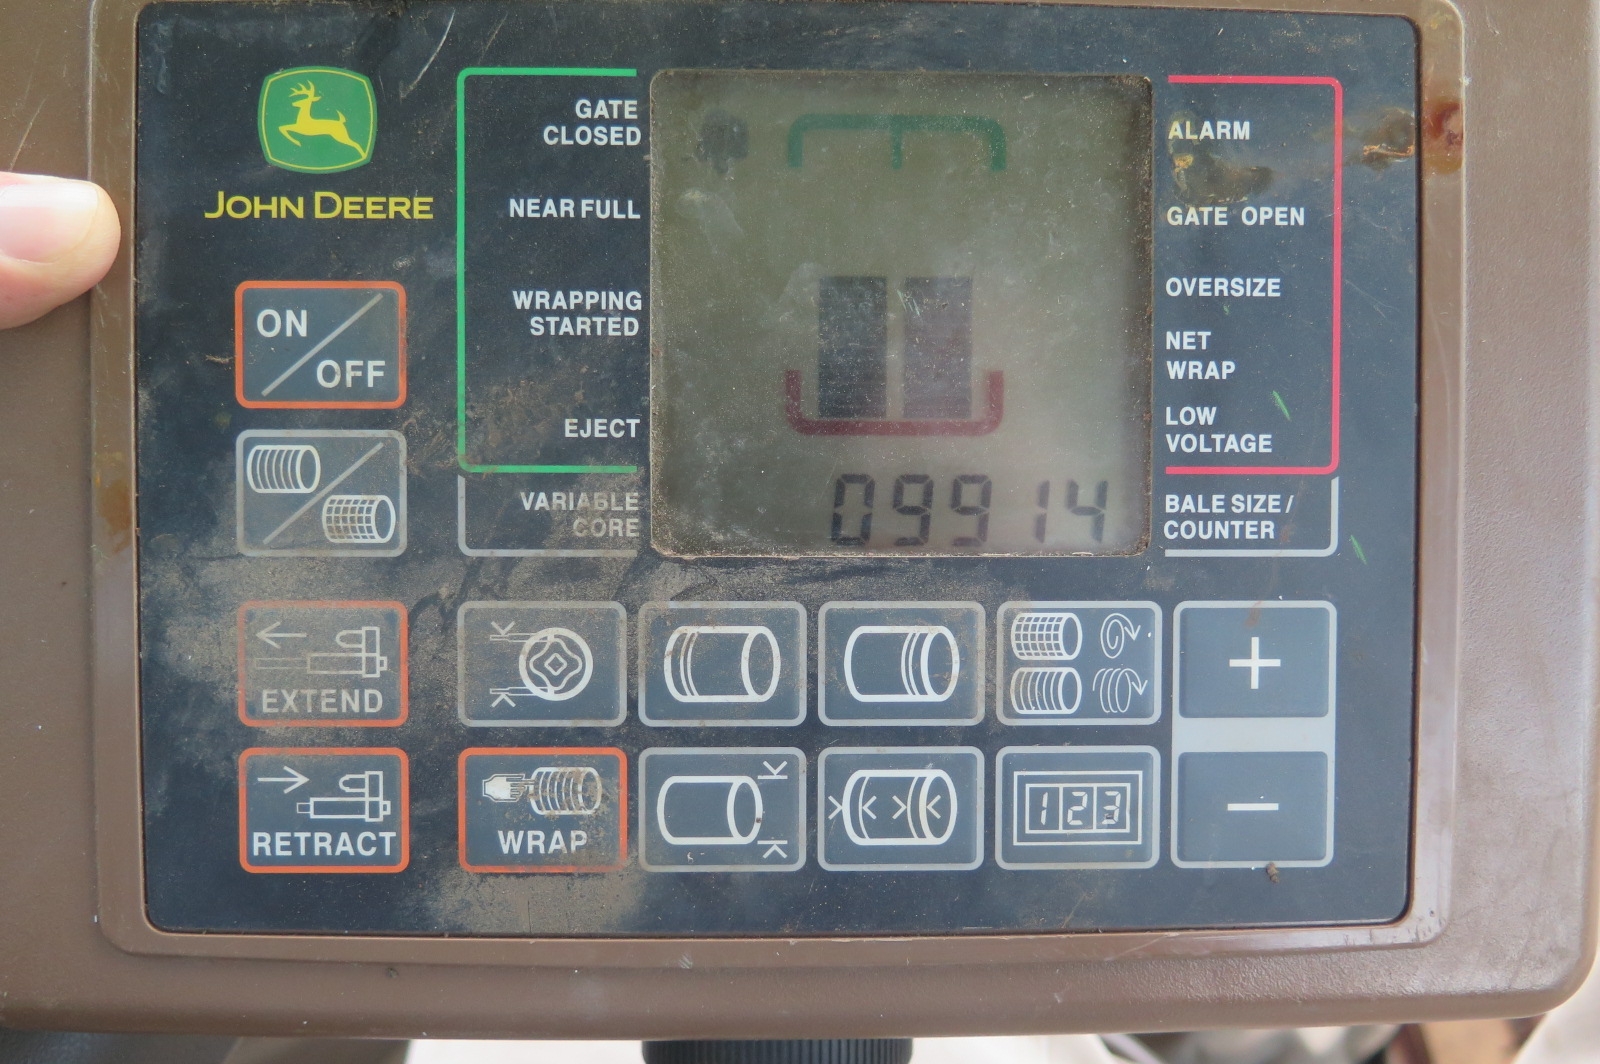 JOHN DEERE
ON
OFF
EXTEND
RETRACT
GATE
CLOSED
NEAR FULL
WRAPPING
STARTED
EJECT
VARIABLE
CORE
09914
ALARM
GATE OPEN
OVERSIZE
NET
WRAP
LOW
VOLTAGE
BALE SIZE /
COUNTER
WRAP
123
+
−